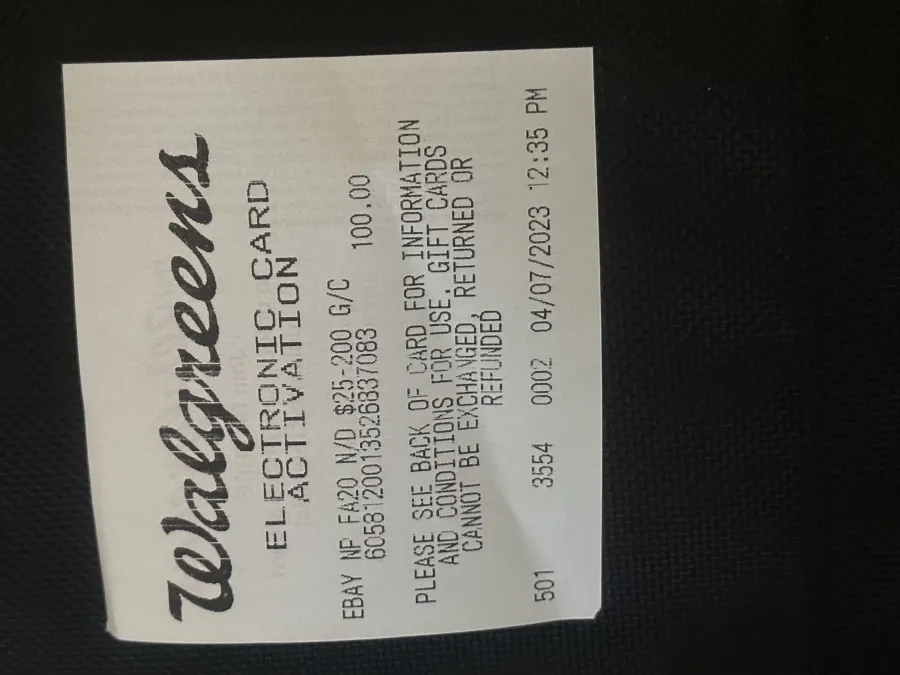 Walgreens
ELECTRONIC CARD
ACTIVATION
EBAY NP FA20 N/D $25-200 G/C
6058120013526837083 100.00
PLEASE SEE BACK OF CARD FOR INFORMATION
AND CONDITIONS FOR USE. GIFT CARDS
CANNOT BE EXCHANGED, RETURNED OR
REFUNDED
501 3554 0002 04/07/2023 12:35 PM